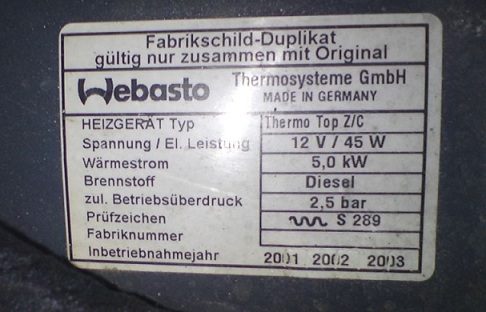 Fabrikschild-Duplikat
gültig nur zusammen mit Original
Webasto Thermosysteme GmbH
MADE IN GERMANY
HEIZGERÄT Typ Thermo Top Z/C
Spannung / El. Leistung 12 V / 45 W
Wärmestrom 5,0 kW
Brennstoff Diesel
zul. Betriebsüberdruck 2,5 bar
Prüfzeichen S 289
Fabriknummer
Inbetriebnahmejahr 2001 2002 2003